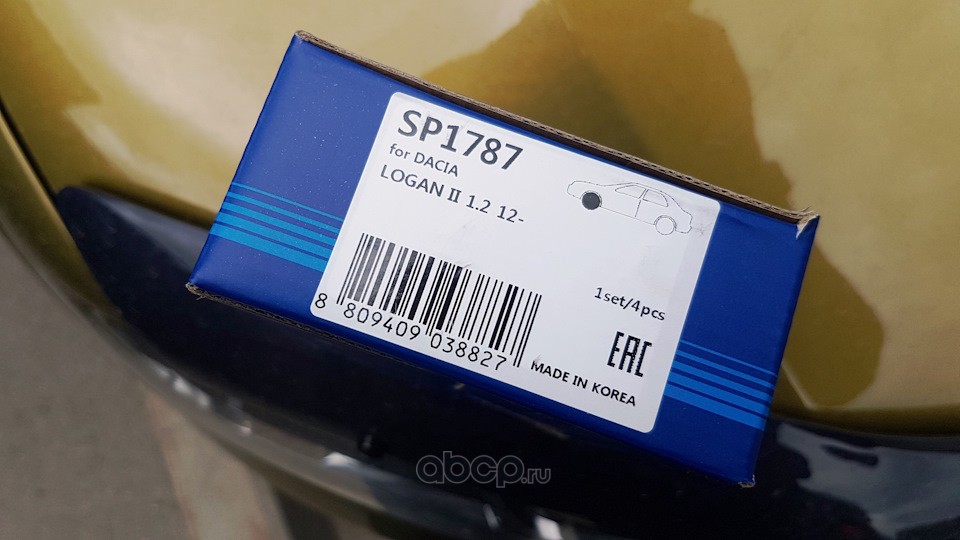 SP1787
for DACIA
LOGAN II 1.2 12-
1set/4pcs
8 809409 038827
EAC
MADE IN KOREA
abcp.ru